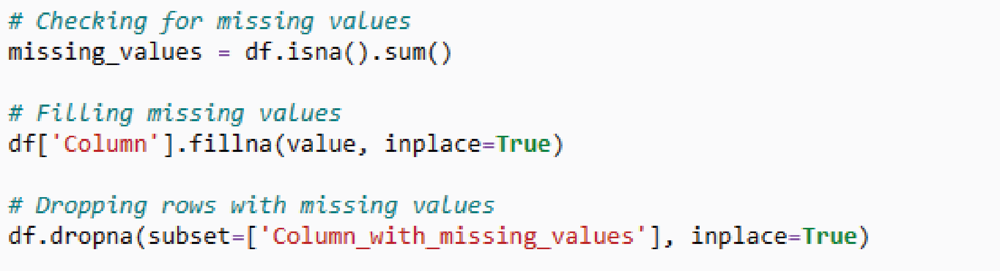 # Checking for missing values
missing_values = df.isna().sum()
# Filling missing values
df['Column'].fillna(value, inplace=True)
# Dropping rows with missing values
df.dropna(subset=['Column_with_missing_values'], inplace=True)